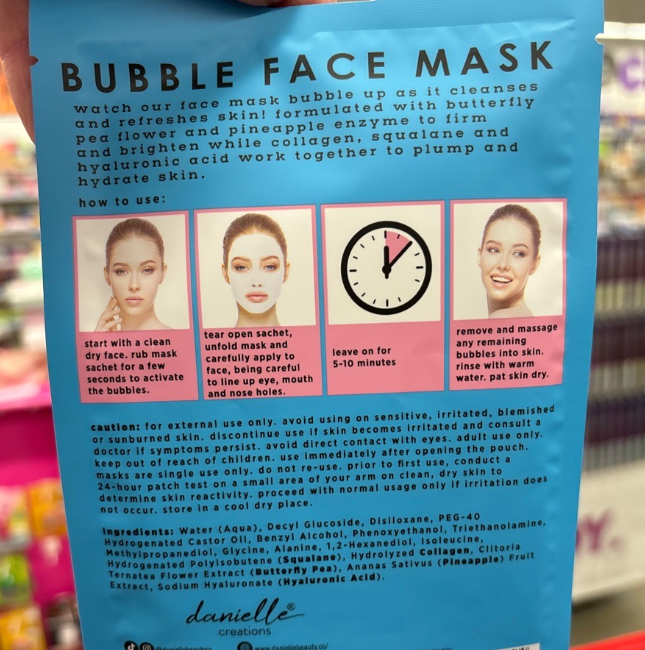 BUBBLE FACE MASK
watch our face mask bubble up as it cleanses
and refreshes skin! formulated with butterfly
pea flower and pineapple enzyme to firm
and brighten while collagen, squalane and
hyaluronic acid work together to plump and
hydrate skin.
how to use:
start with a clean
dry face. rub mask
sachet for a few
seconds to activate
the bubbles.
tear open sachet,
unfold mask and
carefully apply to
face, being careful
to line up eye, mouth
and nose holes.
leave on for
5-10 minutes
remove and massage
any remaining
bubbles into skin.
rinse with warm
water. pat skin dry.
caution: for external use only. avoid using on sensitive, irritated, blemished
or sunburned skin. discontinue use if skin becomes irritated and consult a
doctor if symptoms persist. avoid direct contact with eyes. adult use only.
keep out of reach of children. use immediately after opening the pouch.
masks are single use only. do not re-use. prior to first use, conduct a
24-hour patch test on a small area of your arm on clean, dry skin to
determine skin reactivity. proceed with normal usage only if irritation does
not occur. store in a cool dry place.
Ingredients: Water (Aqua), Decyl Glucoside, Disiloxane, PEG-40
Hydrogenated Castor Oil, Benzyl Alcohol, Phenoxyethanol, Triethanolamine,
Methylpropanediol, Glycine, Alanine, 1,2-Hexanediol, Isoleucine,
Hydrogenated Polyisobutene (Squalane), Hydrolyzed Collagen, Clitoria
Ternatea Flower Extract (Butterfly Pea), Ananas Sativus (Pineapple) Fruit
Extract, Sodium Hyaluronate (Hyaluronic Acid).
danielle®
creations